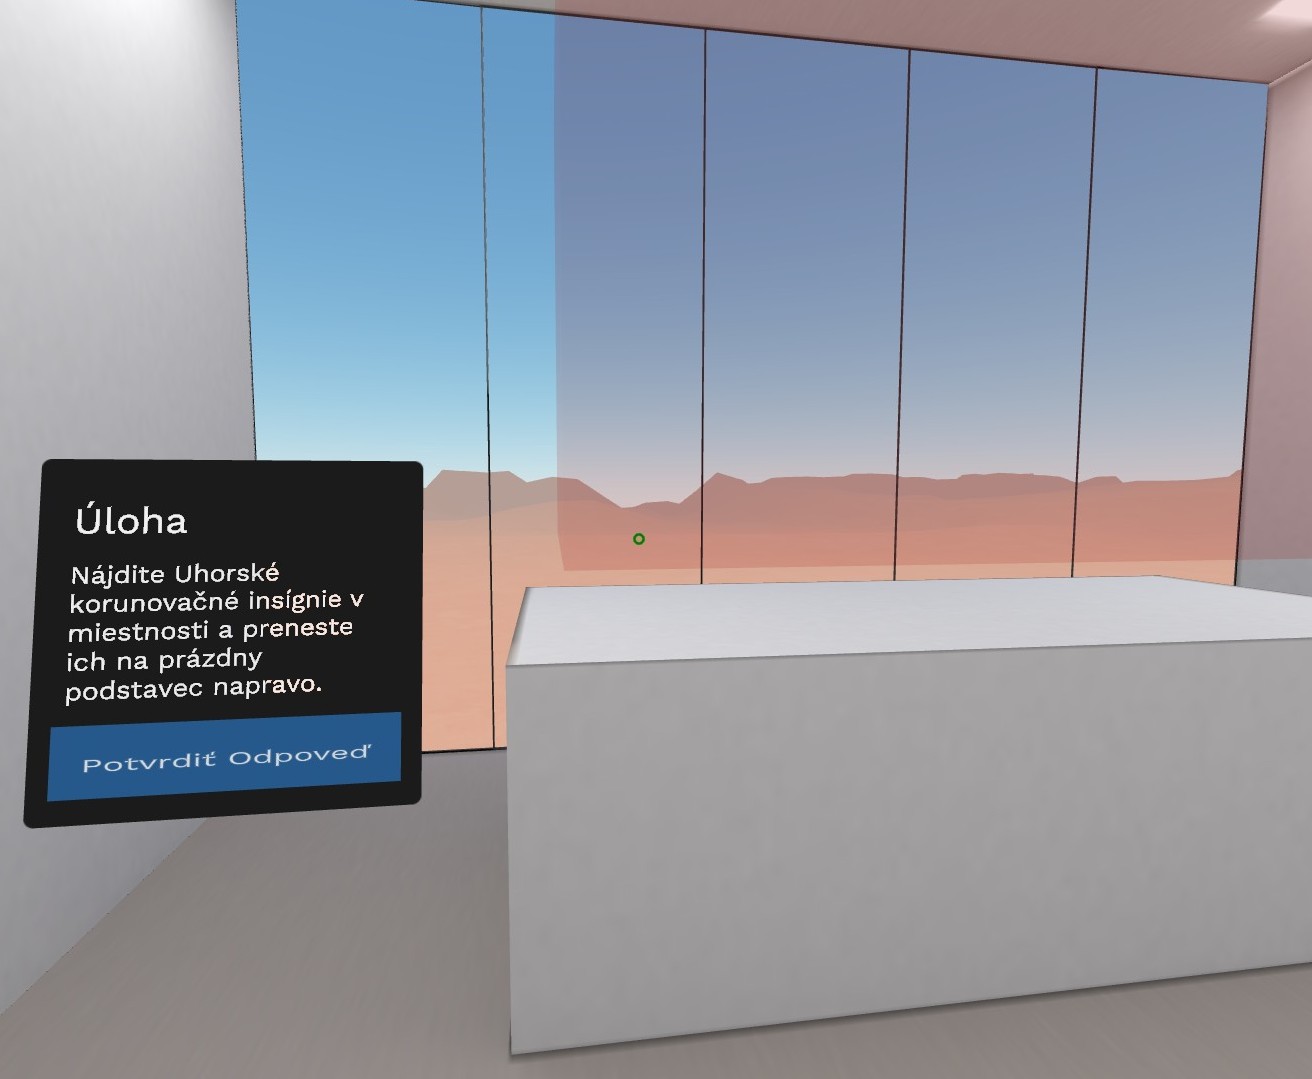 Úloha
Nájdite Uhorské
korunovačné insígnie v
miestnosti a preneste
ich na prázdny
podstavec napravo.
Potvrdiť Odpoveď